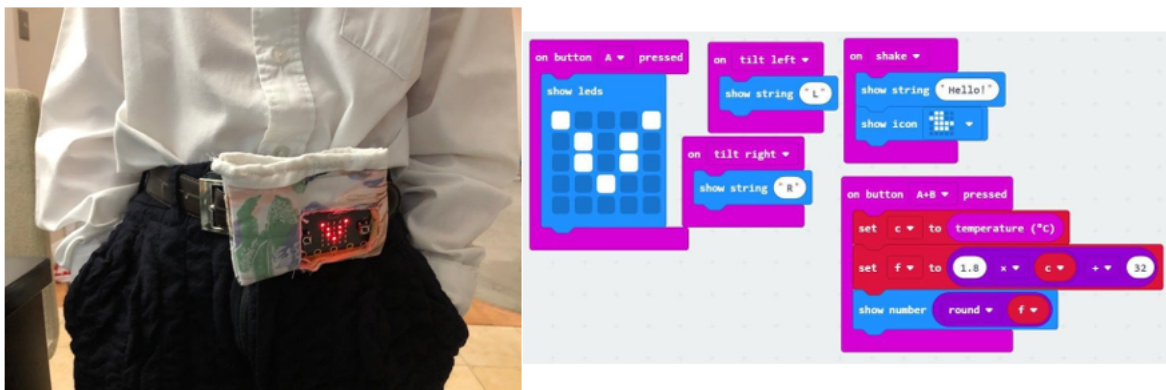 on button A pressed
show leds
on tilt left
show string "L"
on tilt right
show string "R"
on shake
show string "Hello!"
show icon
on button A+B pressed
set c to temperature (°C)
set f to 1.8 × c + 32
show number round f